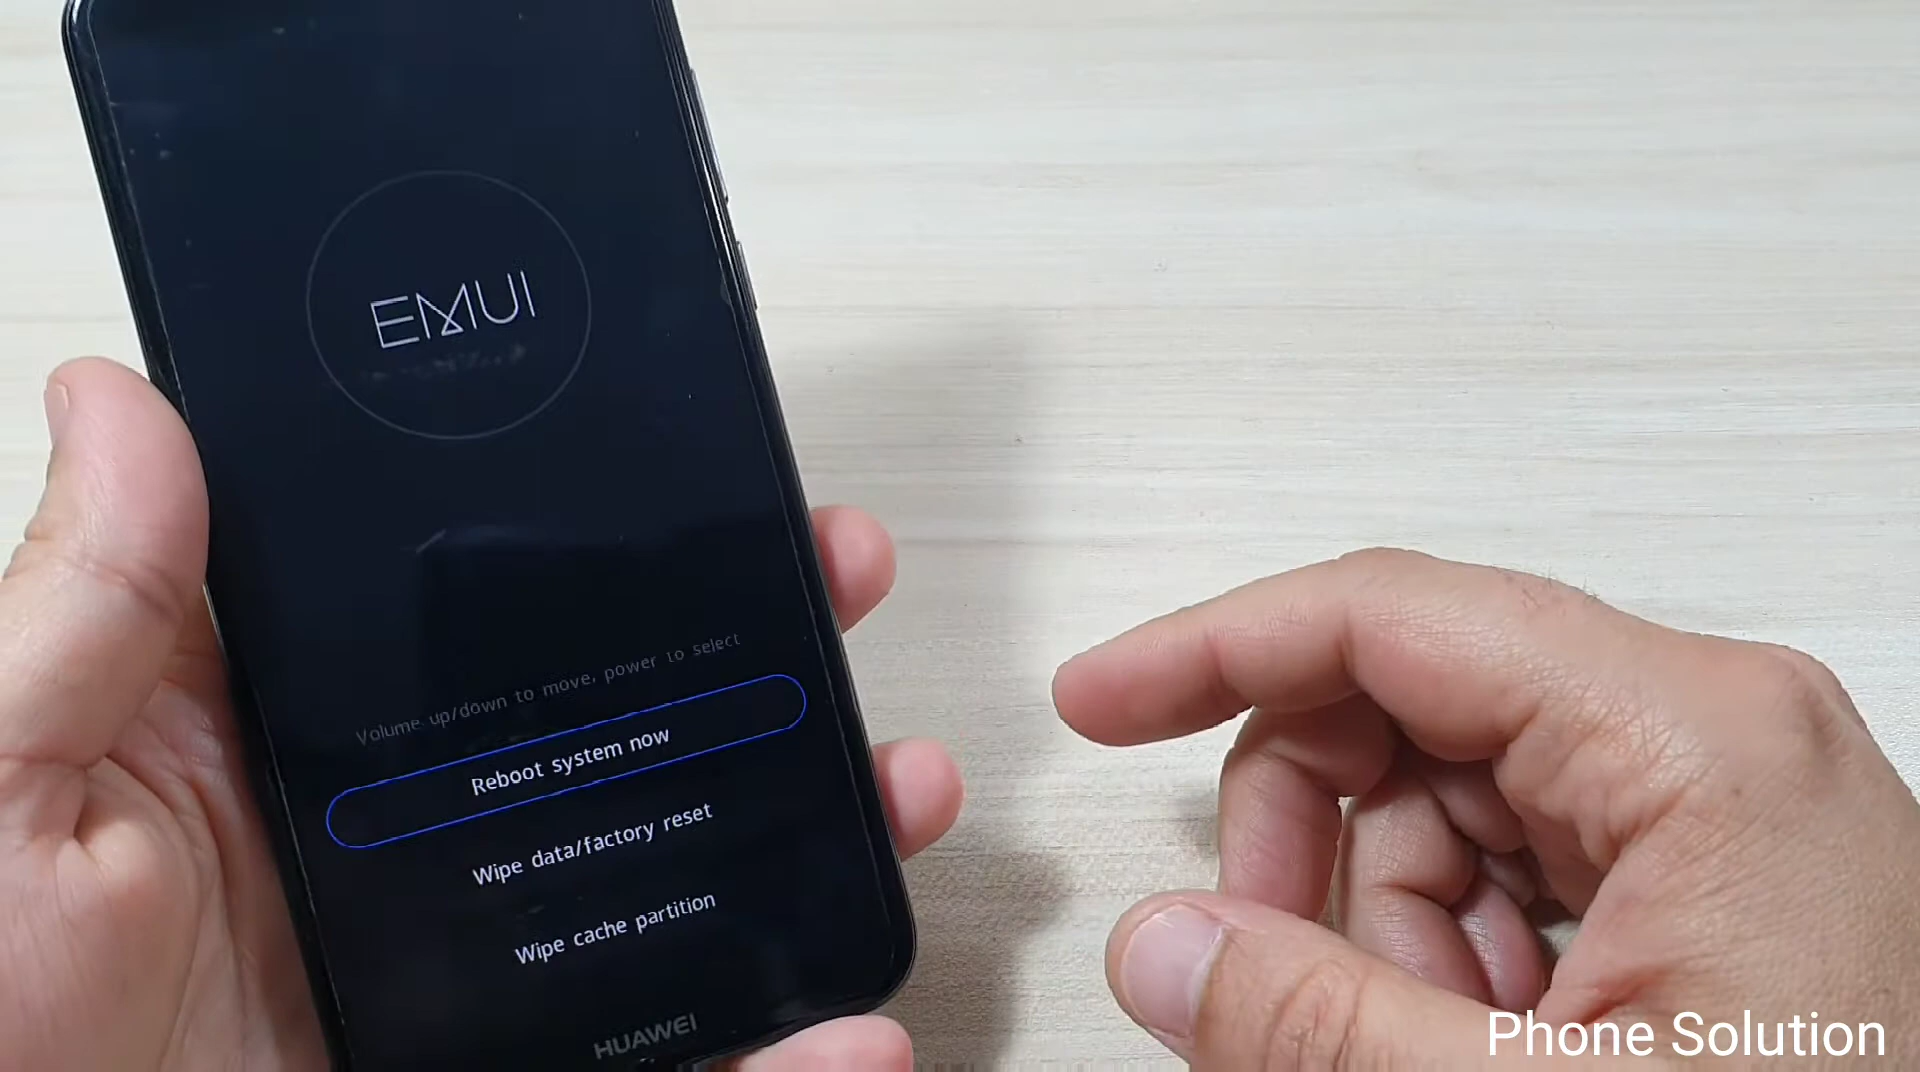 EMUI
Volume up/down to move, power to select
Reboot system now
Wipe data/factory reset
Wipe cache partition
HUAWEI
Phone Solution